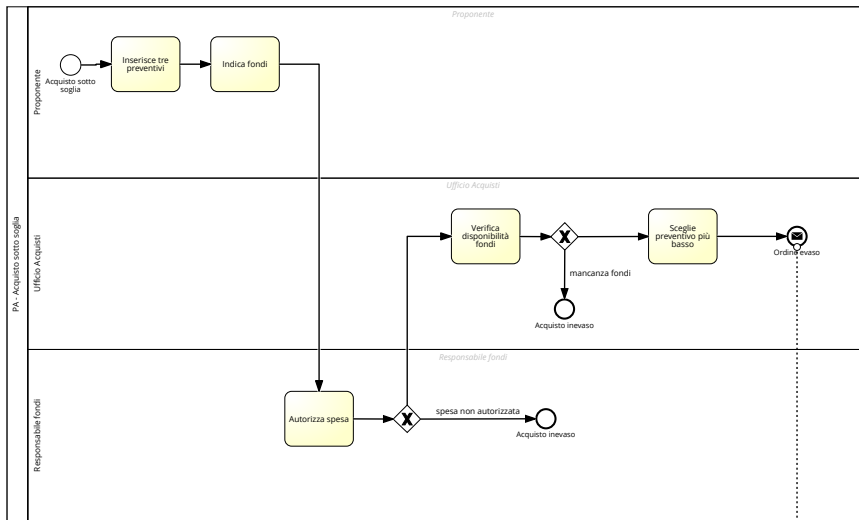 PA - Acquisto sotto soglia
Proponente
Proponente
Acquisto sotto
soglia
Inserisce tre
preventivi
Indica fondi
Ufficio Acquisti
Ufficio Acquisti
Verifica
disponibilità
fondi
mancanza fondi
Acquisto inevaso
Sceglie
preventivo più
basso
Ordine evaso
Responsabile fondi
Responsabile fondi
Autorizza spesa
spesa non autorizzata
Acquisto inevaso